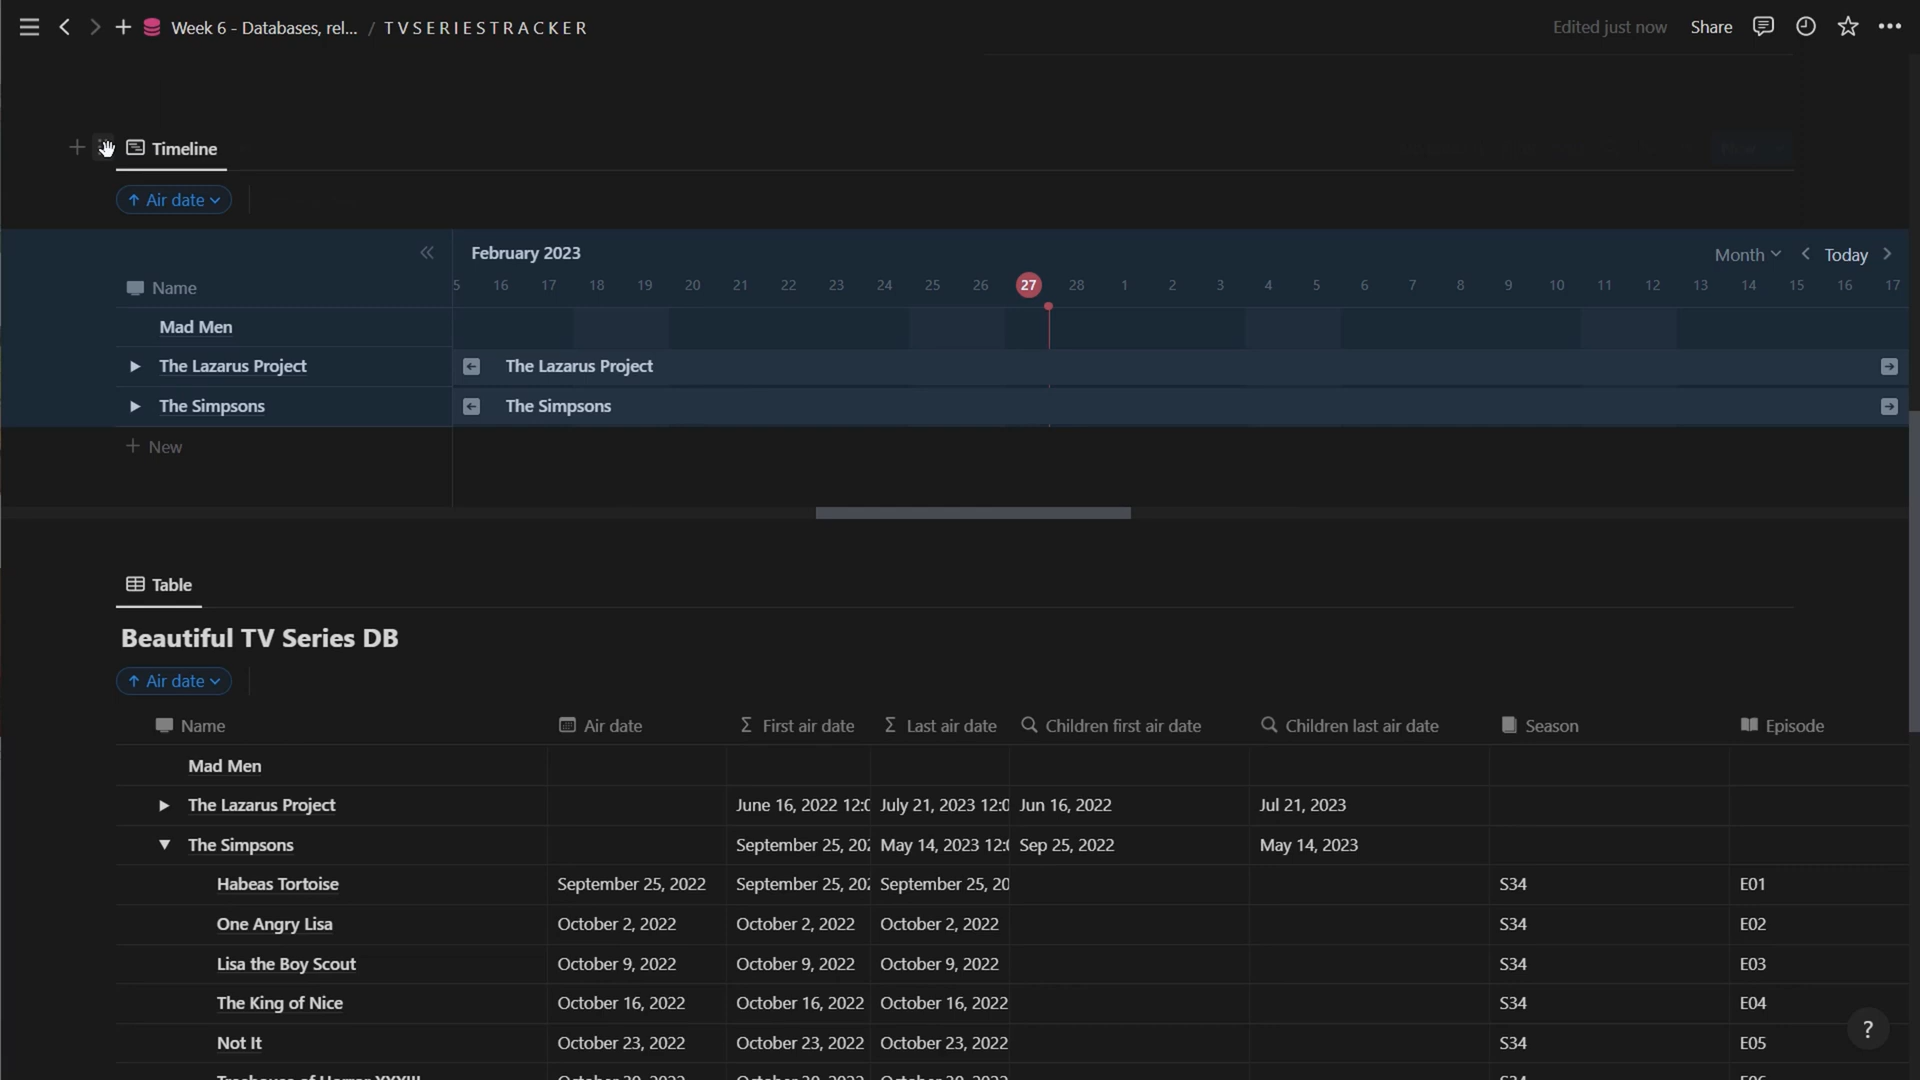 Week 6 - Databases, rel... / T V S E R I E S T R A C K E R
Edited just now Share
Timeline
Air date
February 2023 Month Today
Name 5 16 17 18 19 20 21 22 23 24 25 26 27 28 1 2 3 4 5 6 7 8 9 10 11 12 13 14 15 16 17
Mad Men
The Lazarus Project The Lazarus Project
The Simpsons The Simpsons
+ New
Table
Beautiful TV Series DB
Air date
Name Air date First air date Last air date Children first air date Children last air date Season Episode
Mad Men
The Lazarus Project June 16, 2022 12:0 July 21, 2023 12:0 Jun 16, 2022 Jul 21, 2023
The Simpsons September 25, 202 May 14, 2023 12:0 Sep 25, 2022 May 14, 2023
Habeas Tortoise September 25, 2022 September 25, 202 September 25, 20 S34 E01
One Angry Lisa October 2, 2022 October 2, 2022 October 2, 2022 S34 E02
Lisa the Boy Scout October 9, 2022 October 9, 2022 October 9, 2022 S34 E03
The King of Nice October 16, 2022 October 16, 2022 October 16, 2022 S34 E04
Not It October 23, 2022 October 23, 2022 October 23, 2022 S34 E05
?